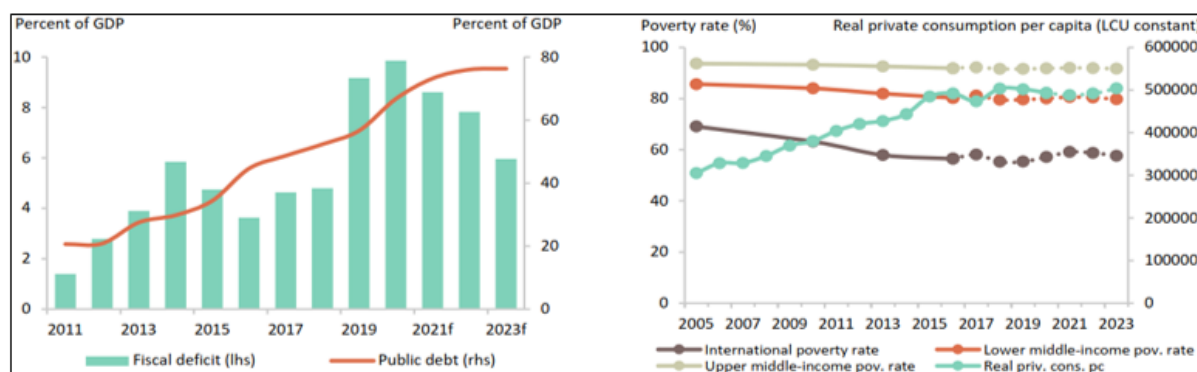 Percent of GDP Percent of GDP
10 80
8 60
6 40
4 20
2
0 0
2011 2013 2015 2017 2019 2021f 2023f
Fiscal deficit (lhs) Public debt (rhs)
Poverty rate (%) Real private consumption per capita (LCU constant)
100 600000
80 500000
60 400000
40 300000
20 200000
0 100000
0
2005 2007 2009 2011 2013 2015 2017 2019 2021 2023
International poverty rate Lower middle-income pov. rate
Upper middle-income pov. rate Real priv. cons. pc